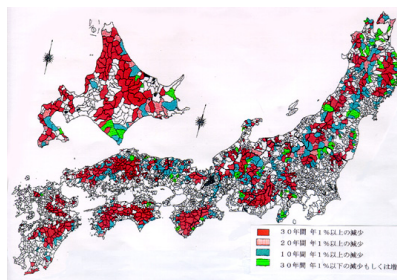 30年間 年1%以上の減少
20年間 年1%以上の減少
10年間 年1%以上の減少
30年間 年1%以下の減少もしくは増